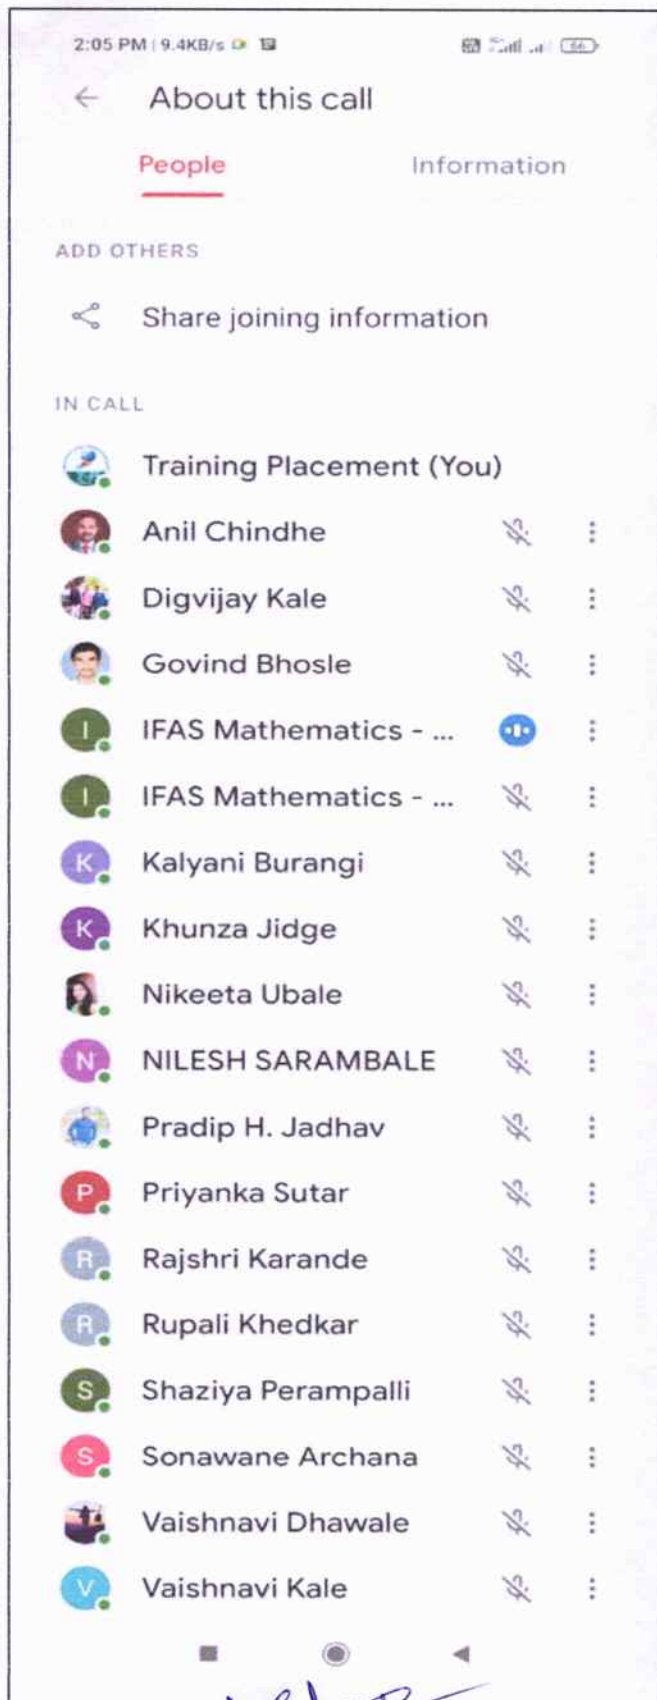 2:05 PM | 9.4KB/s 66
About this call
People Information
ADD OTHERS
Share joining information
IN CALL
Training Placement (You)
Anil Chindhe
Digvijay Kale
Govind Bhosle
I IFAS Mathematics - ...
I IFAS Mathematics - ...
K Kalyani Burangi
K Khunza Jidge
Nikeeta Ubale
N NILESH SARAMBALE
Pradip H. Jadhav
P Priyanka Sutar
R Rajshri Karande
R Rupali Khedkar
S Shaziya Perampalli
S Sonawane Archana
Vaishnavi Dhawale
V Vaishnavi Kale